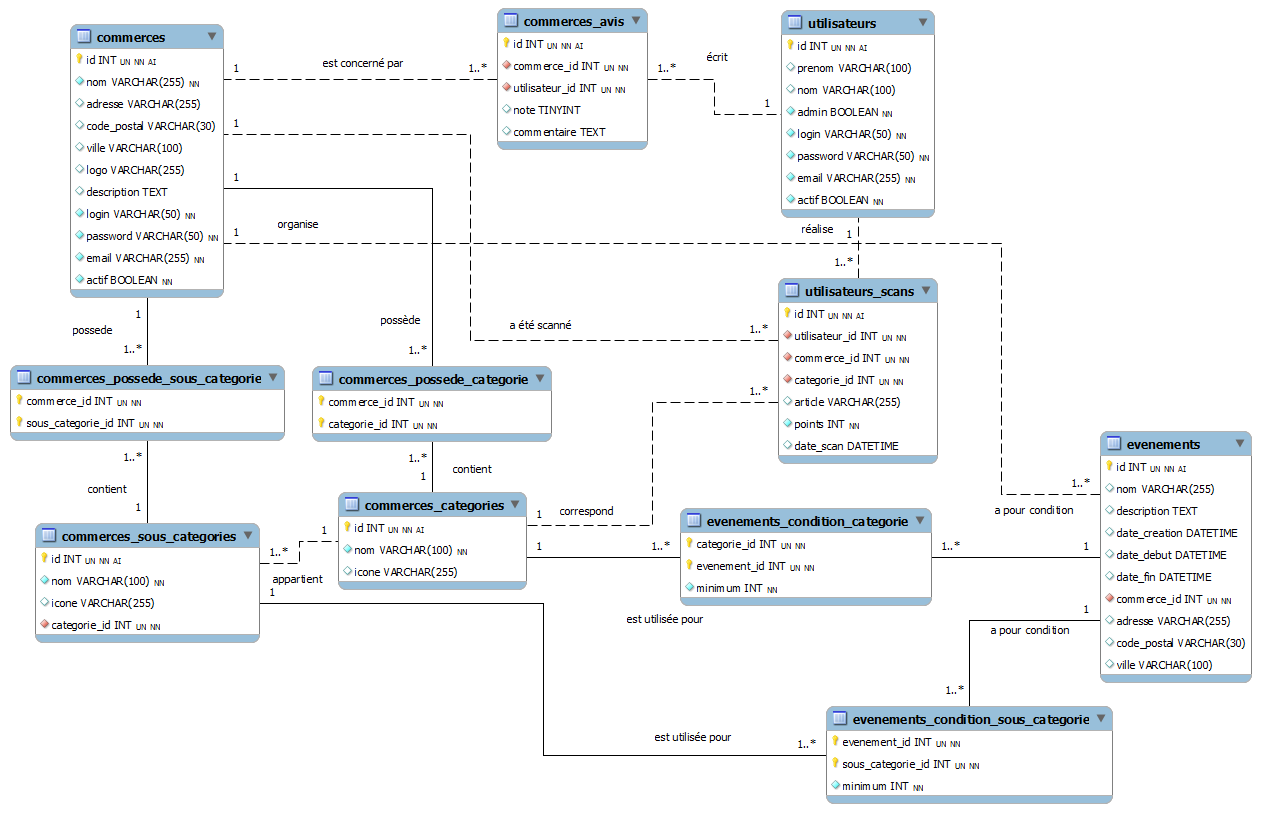 commerces
id INT UN NN AI
nom VARCHAR(255) NN
adresse VARCHAR(255)
code_postal VARCHAR(30)
ville VARCHAR(100)
logo VARCHAR(255)
description TEXT
login VARCHAR(50) NN
password VARCHAR(50) NN
email VARCHAR(255) NN
actif BOOLEAN NN
commerces_avis
id INT UN NN AI
commerce_id INT UN NN
utilisateur_id INT UN NN
note TINYINT
commentaire TEXT
utilisateurs
id INT UN NN AI
prenom VARCHAR(100)
nom VARCHAR(100)
admin BOOLEAN NN
login VARCHAR(50) NN
password VARCHAR(50) NN
email VARCHAR(255) NN
actif BOOLEAN NN
1
est concerné par
1..*
1..*
écrit
1
1
1
organise
1
réalise
1
1..*
utilisateurs_scans
id INT UN NN AI
utilisateur_id INT UN NN
commerce_id INT UN NN
categorie_id INT UN NN
article VARCHAR(255)
points INT NN
date_scan DATETIME
1
possede
1..*
possède
1..*
a été scanné
1..*
1..*
commerces_possede_sous_categorie
commerce_id INT UN NN
sous_categorie_id INT UN NN
commerces_possede_categorie
commerce_id INT UN NN
categorie_id INT UN NN
1..*
contient
1
1..*
contient
1
evenements
id INT UN NN AI
nom VARCHAR(255)
description TEXT
date_creation DATETIME
date_debut DATETIME
date_fin DATETIME
commerce_id INT UN NN
adresse VARCHAR(255)
code_postal VARCHAR(30)
ville VARCHAR(100)
1..*
a pour condition
commerces_categories
id INT UN NN AI
nom VARCHAR(100) NN
icone VARCHAR(255)
1
correspond
1
1..*
evenements_condition_categorie
categorie_id INT UN NN
evenement_id INT UN NN
minimum INT NN
1..*
1
commerces_sous_categories
id INT UN NN AI
nom VARCHAR(100) NN
icone VARCHAR(255)
categorie_id INT UN NN
1
1..*
appartient
1
est utilisée pour
1
a pour condition
1..*
est utilisée pour
1..*
evenements_condition_sous_categorie
evenement_id INT UN NN
sous_categorie_id INT UN NN
minimum INT NN